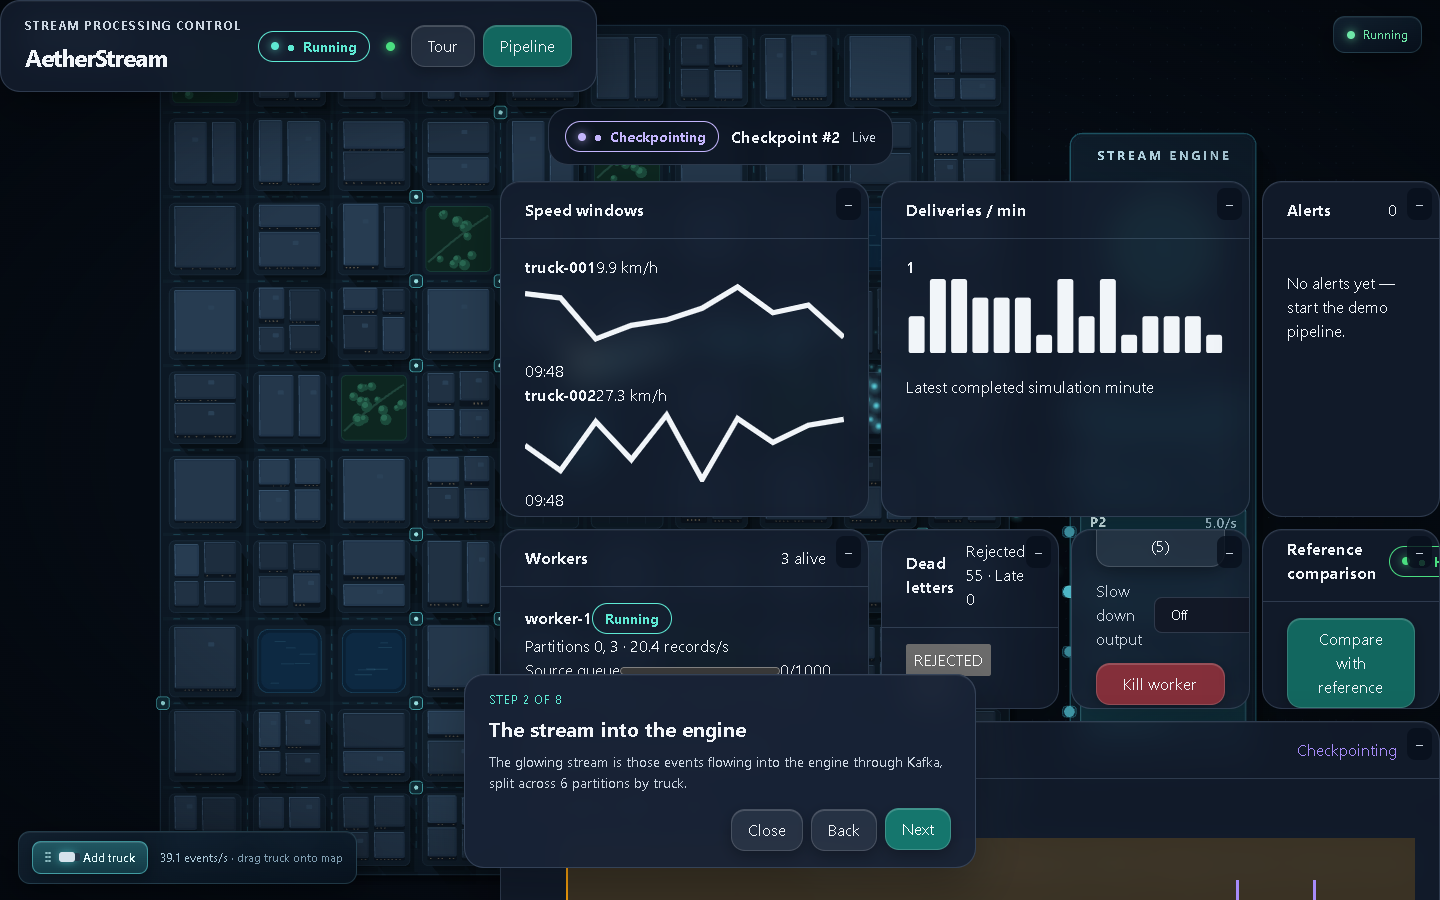 STREAM PROCESSING CONTROL
AetherStream
Running
Tour
Pipeline
Running
Checkpointing
Checkpoint #2
Live
STREAM ENGINE
Speed windows
truck-0019.9 km/h
09:48
truck-00227.3 km/h
09:48
Deliveries / min
1
Latest completed simulation minute
Alerts
0
No alerts yet —
start the demo
pipeline.
P2
5.0/s
Workers
3 alive
worker-1
Running
Partitions 0, 3 · 20.4 records/s
Source queue
0/1000
Dead
letters
Rejected
55 · Late
0
REJECTED
(5)
Slow
down
output
Off
Kill worker
Reference
comparison
Compare
with
reference
Checkpointing
STEP 2 OF 8
The stream into the engine
The glowing stream is those events flowing into the engine through Kafka,
split across 6 partitions by truck.
Close
Back
Next
Add truck
39.1 events/s · drag truck onto map